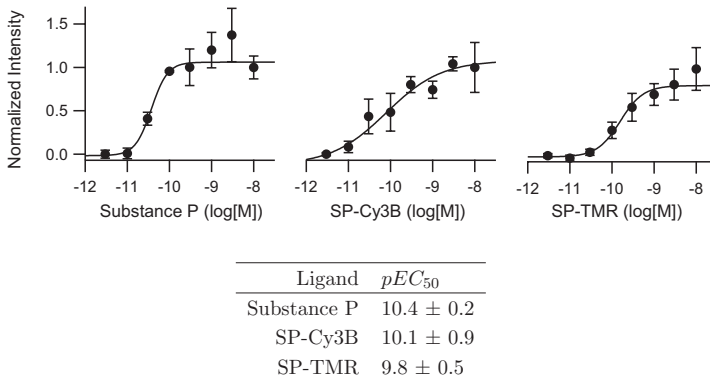 Normalized Intensity
1.5
1.0
0.5
0.0
-12 -11 -10 -9 -8
Substance P (log[M])
-12 -11 -10 -9 -8
SP-Cy3B (log[M])
-12 -11 -10 -9 -8
SP-TMR (log[M])
Ligand pEC50
Substance P 10.4 ± 0.2
SP-Cy3B 10.1 ± 0.9
SP-TMR 9.8 ± 0.5